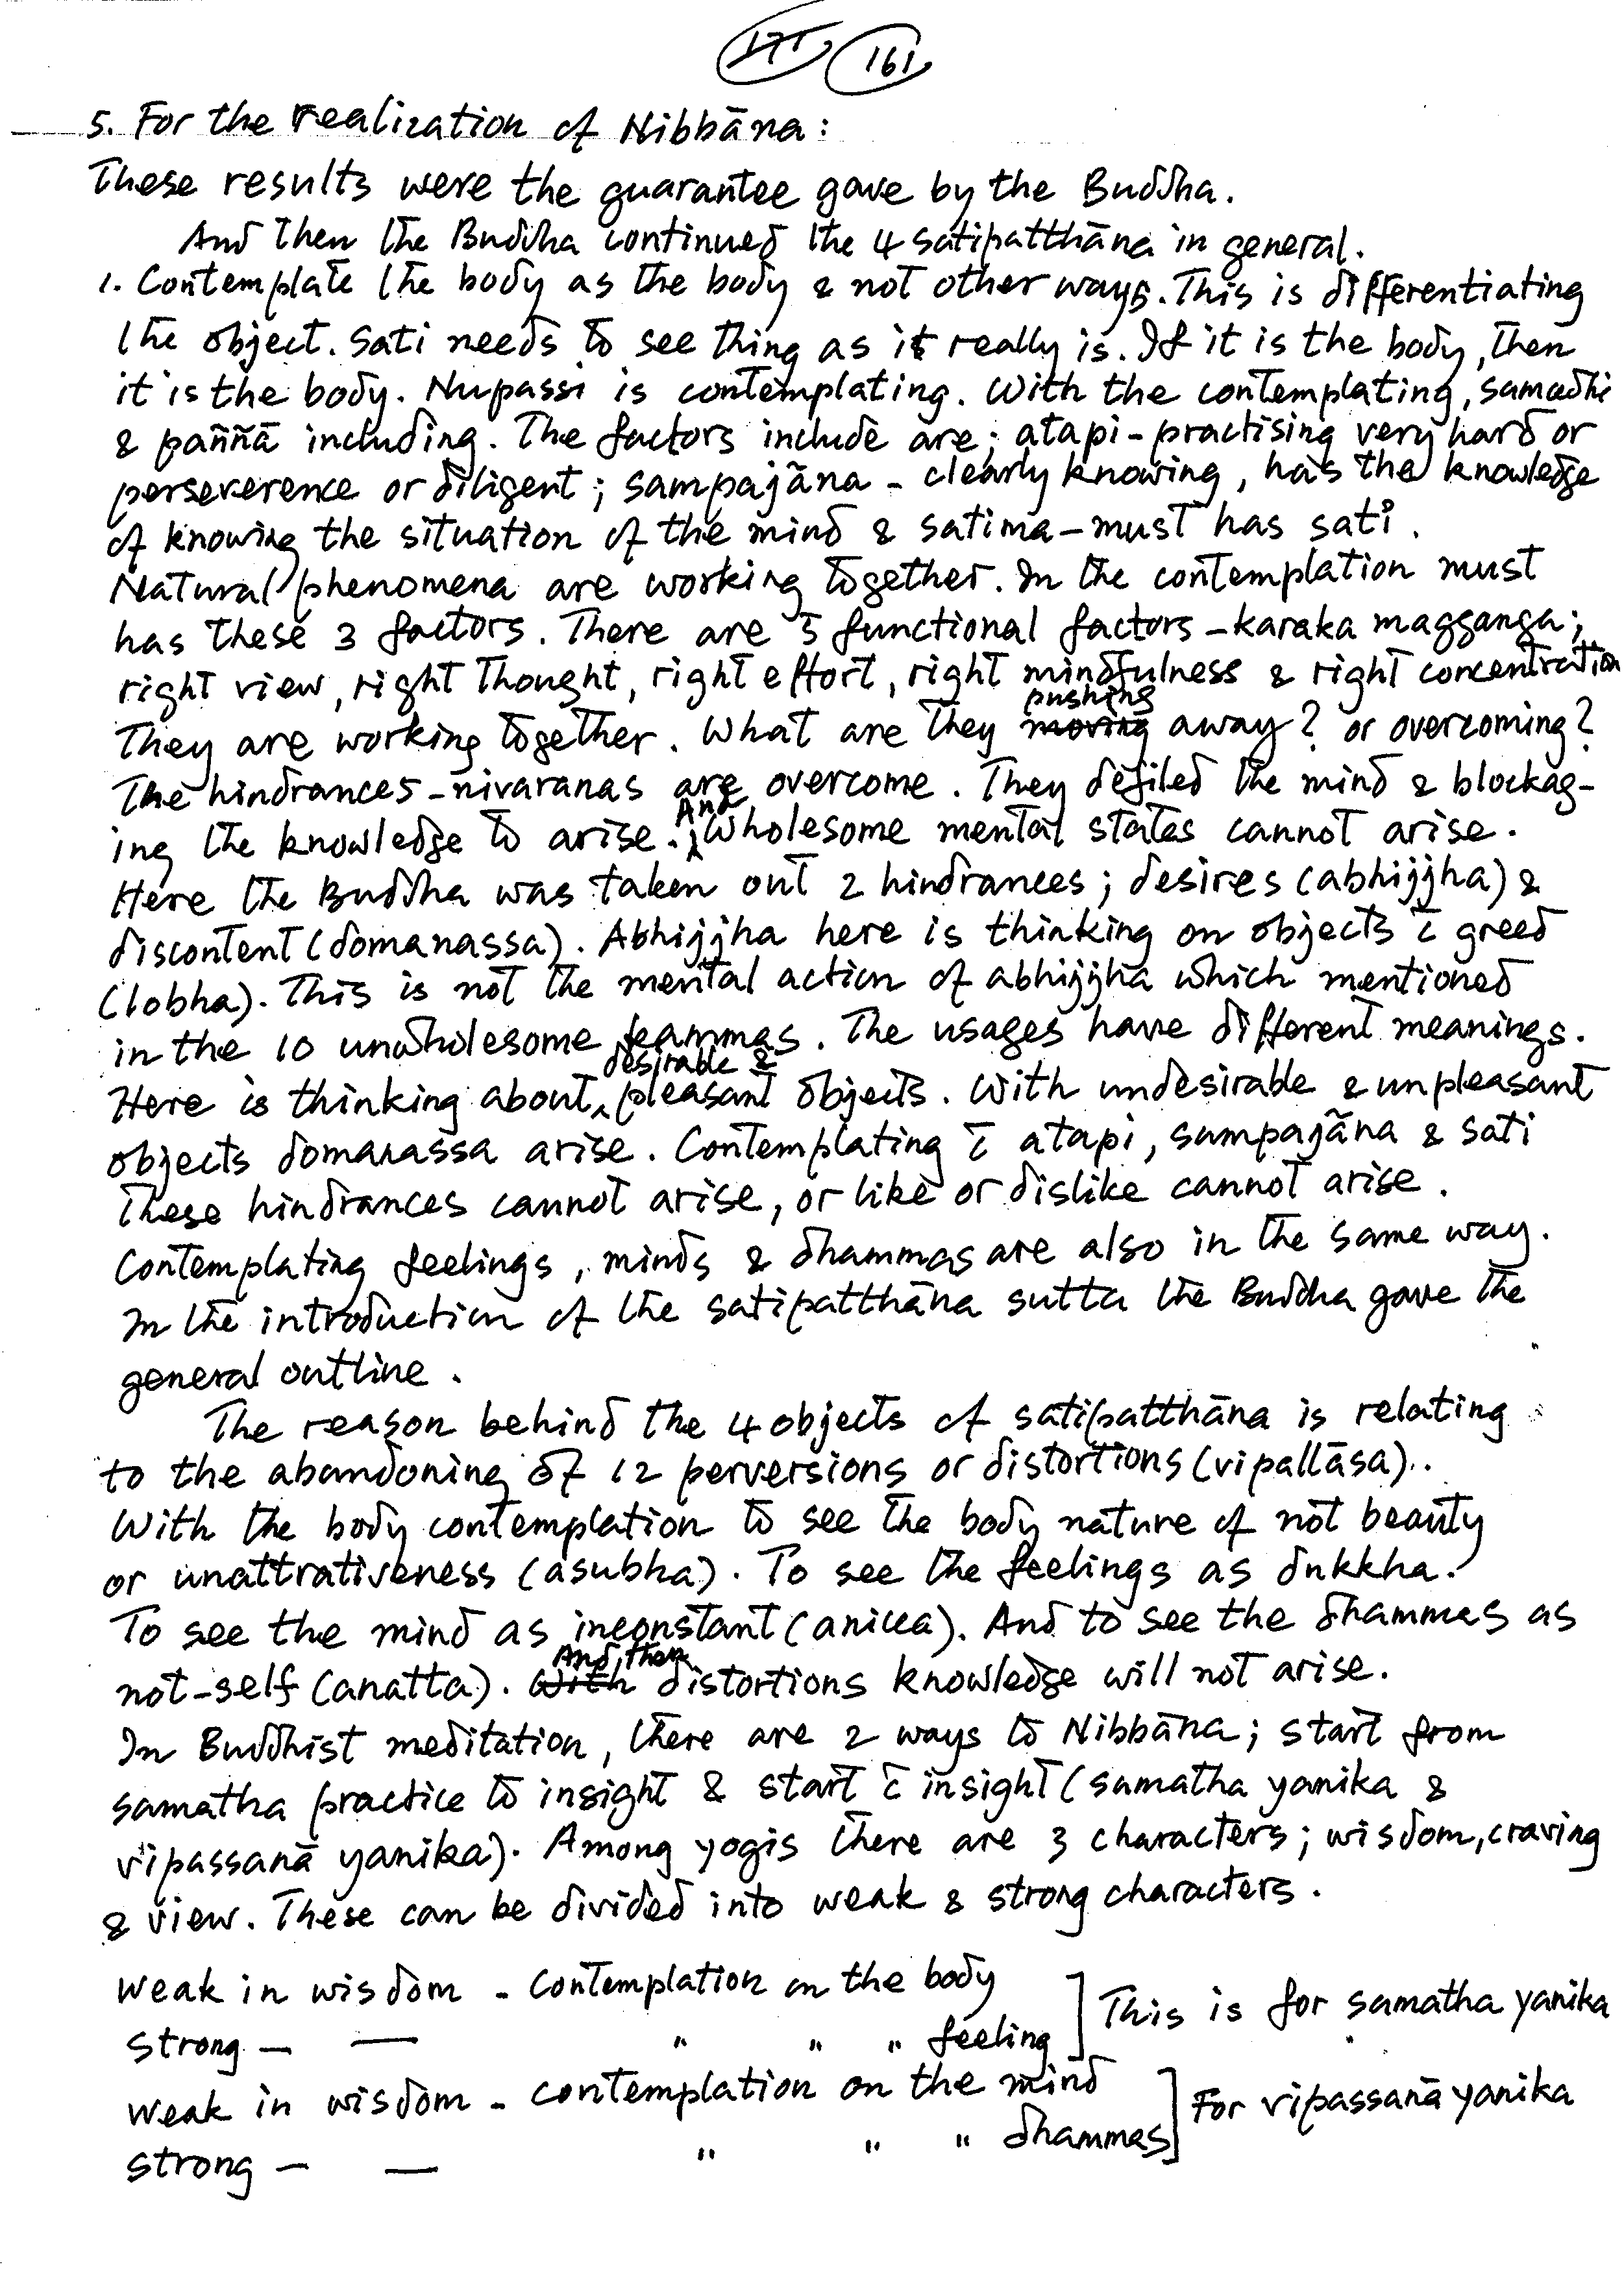 171 161
5. For the realization of Nibbāna:
These results were the guarantee gave by the Buddha.
And then the Buddha continued the 4 satipatthāna in general.
1. Contemplate the body as the body & not other ways. This is differentiating
the object. Sati needs to see thing as it really is. If it is the body, then
it is the body. Nupassi is contemplating. With the contemplating, samadhi
& paññā including. The factors include are; atapi - practising very hard or
perseverence or diligent; sampajāna - clearly knowing, has the knowledge
of knowing the situation of the mind & satima - must has sati.
Natural phenomena are working together. In the contemplation must
has these 3 factors. There are 5 functional factors - karaka magganga;
right view, right thought, right effort, right mindfulness & right concentration
They are working together. What are they moving pushing away? or overcoming?
The hindrances - nivaranas are overcome. They defiled the mind & blockag-
ing the knowledge to arise. And wholesome mental states cannot arise.
Here the Buddha was taken out 2 hindrances; desires (abhijjha) &
discontent (domanassa). Abhijjha here is thinking on objects c̄ greed
(lobha). This is not the mental action of abhijjha which mentioned
in the 10 unwholesome kammas. The usages have different meanings.
Here is thinking about desirable & pleasant objects. With undesirable & unpleasant
objects domanassa arise. Contemplating c̄ atapi, sampajāna & sati
these hindrances cannot arise, or like or dislike cannot arise.
Contemplating feelings, minds & dhammas are also in the same way.
In the introduction of the satipatthāna sutta the Buddha gave the
general outline.
The reason behind the 4 objects of satipatthāna is relating
to the abandoning of 12 perversions or distortions (vipallāsa)..
With the body contemplation to see the body nature of not beauty
or unattrativeness (asubha). To see the feelings as dukkha.
To see the mind as inconstant (anicca). And to see the dhammas as
not-self (anatta). With And then distortions knowledge will not arise.
In Buddhist meditation, there are 2 ways to Nibbāna; start from
samatha practice to insight & start c̄ insight (samatha yanika &
vipassanā yanika). Among yogis there are 3 characters; wisdom, craving
& view. These can be divided into weak & strong characters.
Weak in wisdom - Contemplation on the body ] This is for samatha yanika
Strong — — " " " feeling
Weak in wisdom - contemplation on the mind ] For vipassanā yanika
Strong — — " " " dhammas